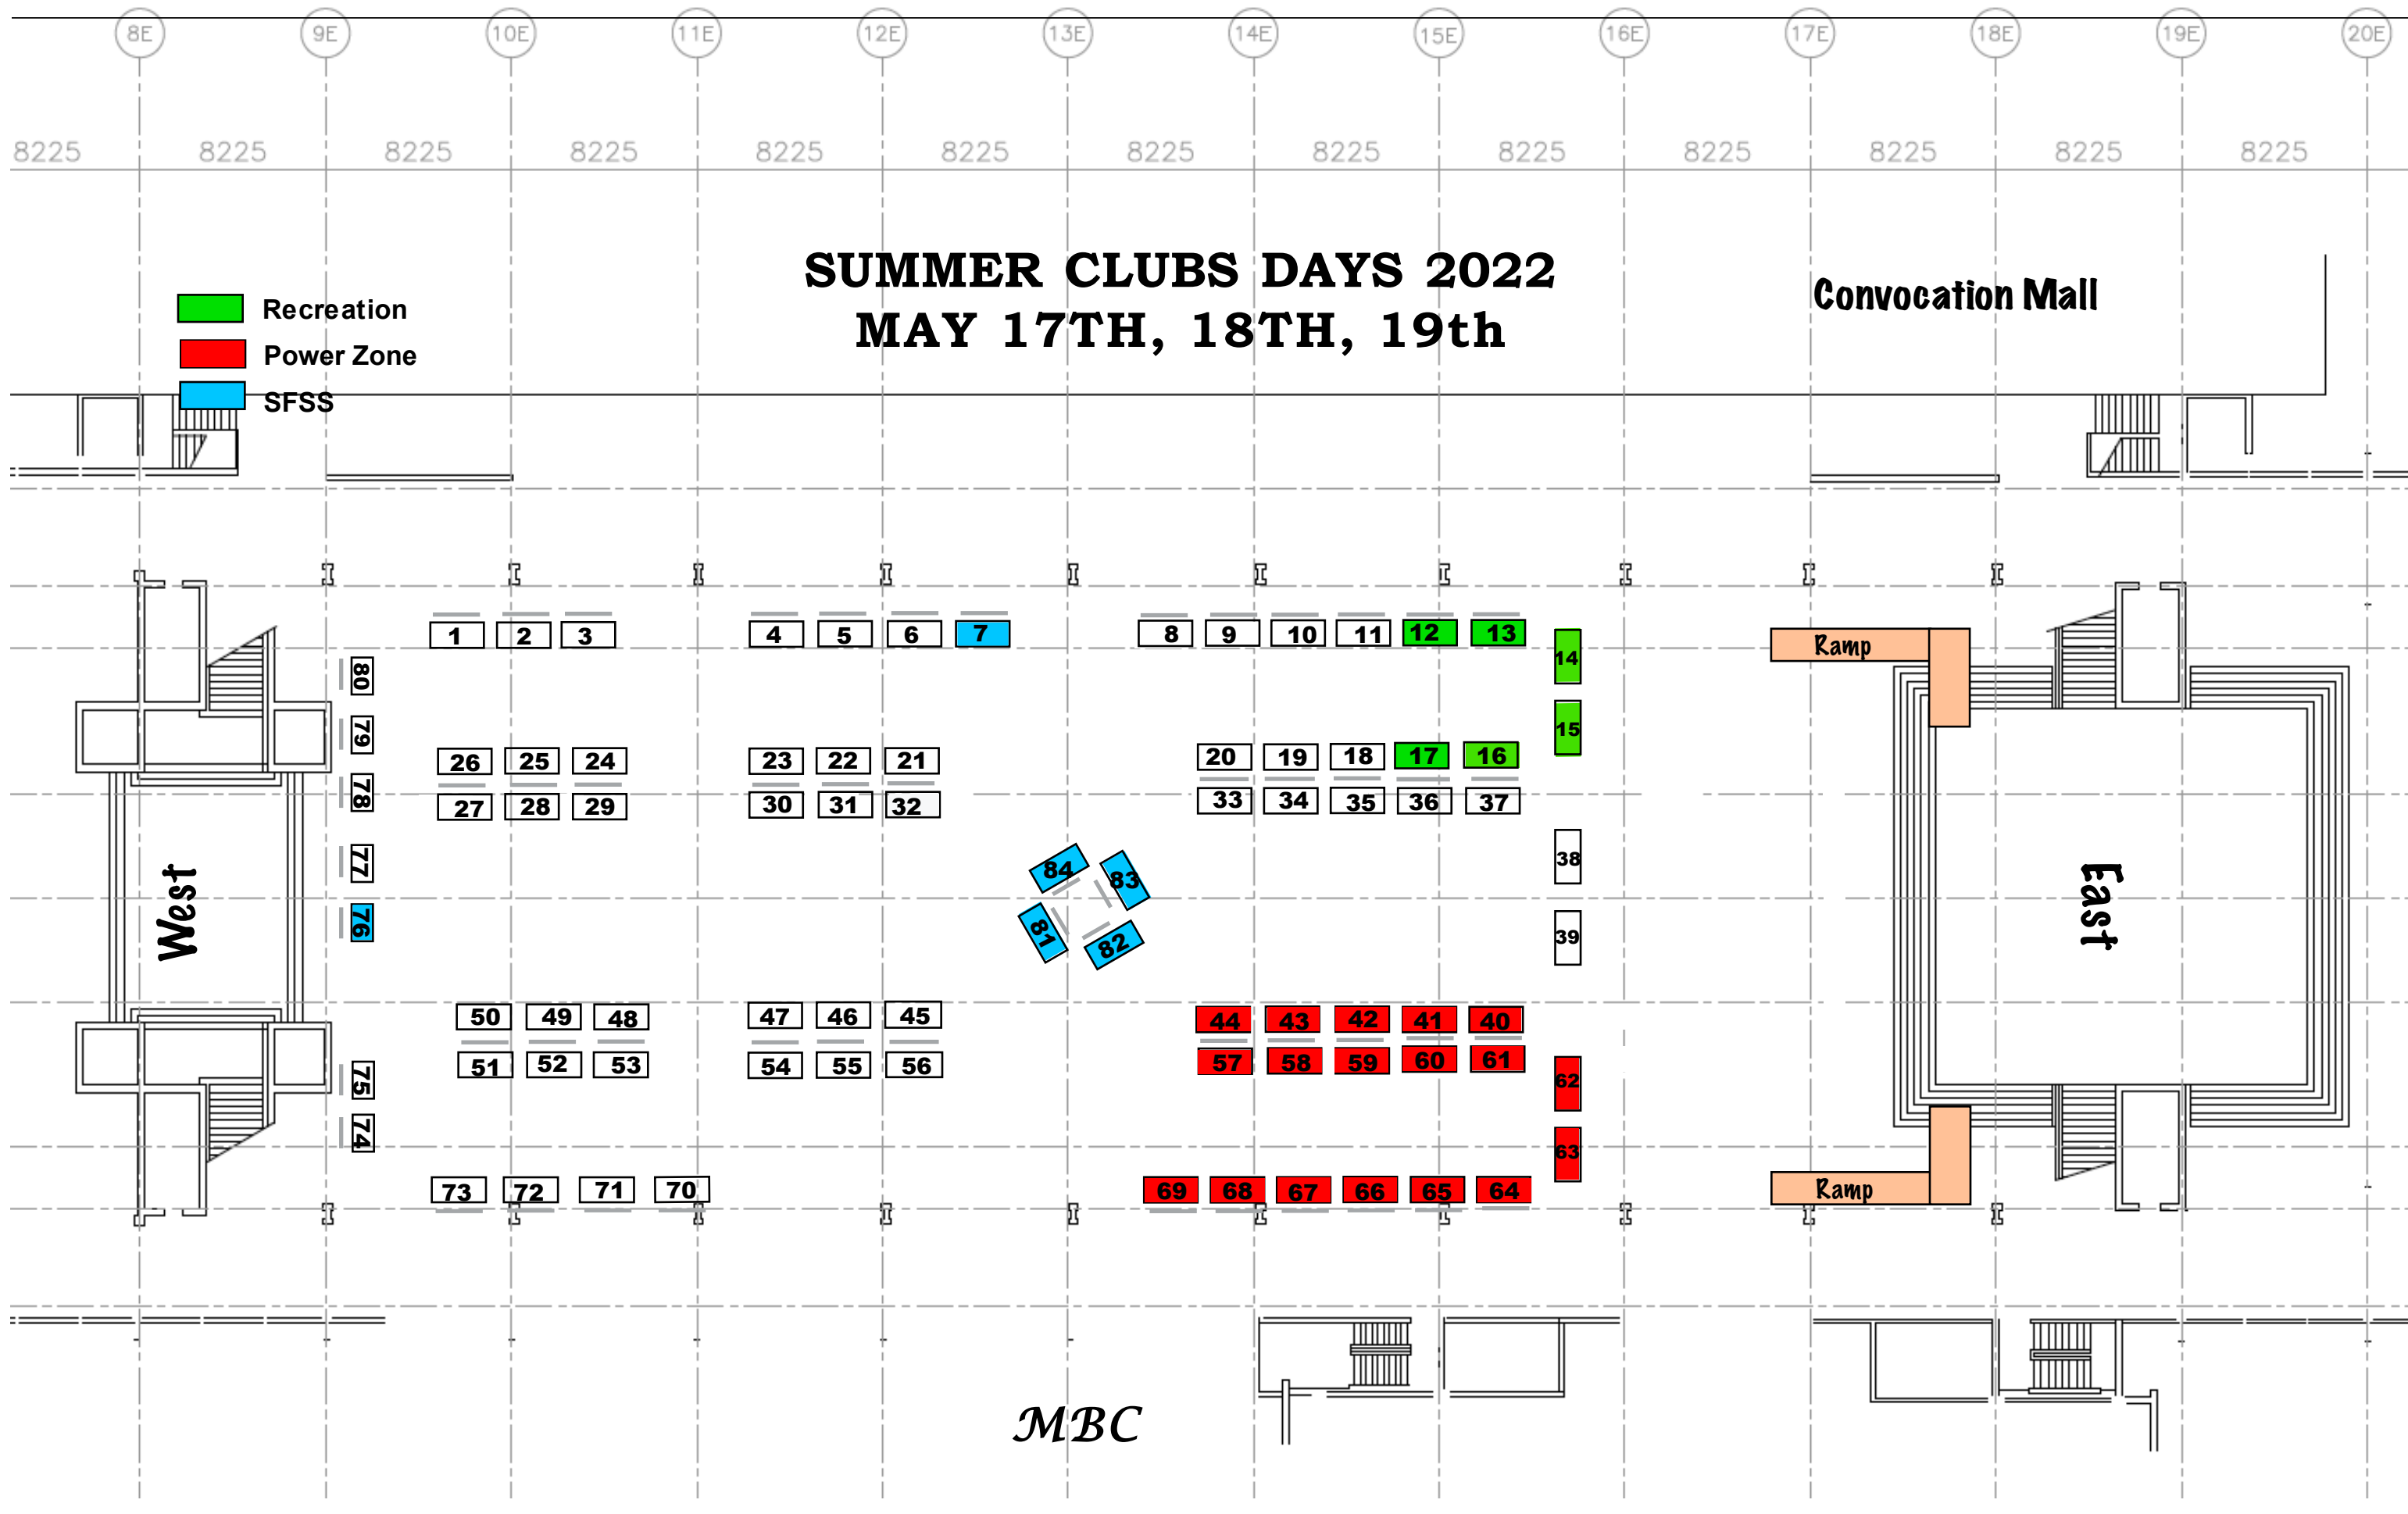 8E 9E 10E 11E 12E 13E 14E 15E 16E 17E 18E 19E 20E
8225 8225 8225 8225 8225 8225 8225 8225 8225 8225 8225 8225 8225
SUMMER CLUBS DAYS 2022
MAY 17TH, 18TH, 19th
Convocation Mall
Recreation
Power Zone
SFSS
1 2 3 4 5 6 7 8 9 10 11 12 13
14
Ramp
80
79
15
26 25 24 23 22 21 20 19 18 17 16
78
27 28 29 30 31 32 33 34 35 36 37
77
38
84 83
West
East
76
81 82
39
50 49 48 47 46 45 44 43 42 41 40
51 52 53 54 55 56 57 58 59 60 61
75
62
74
63
73 72 71 70 69 68 67 66 65 64
Ramp
MBC